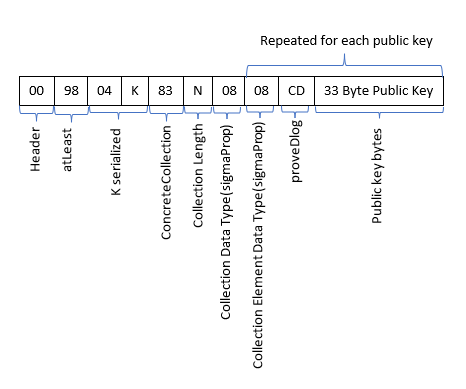 Repeated for each public key
00 98 04 K 83 N 08 08 CD 33 Byte Public Key
Header
atLeast
K serialized
ConcreteCollection
Collection Length
Collection Data Type(sigmaProp)
Collection Element Data Type(sigmaProp)
proveDlog
Public key bytes